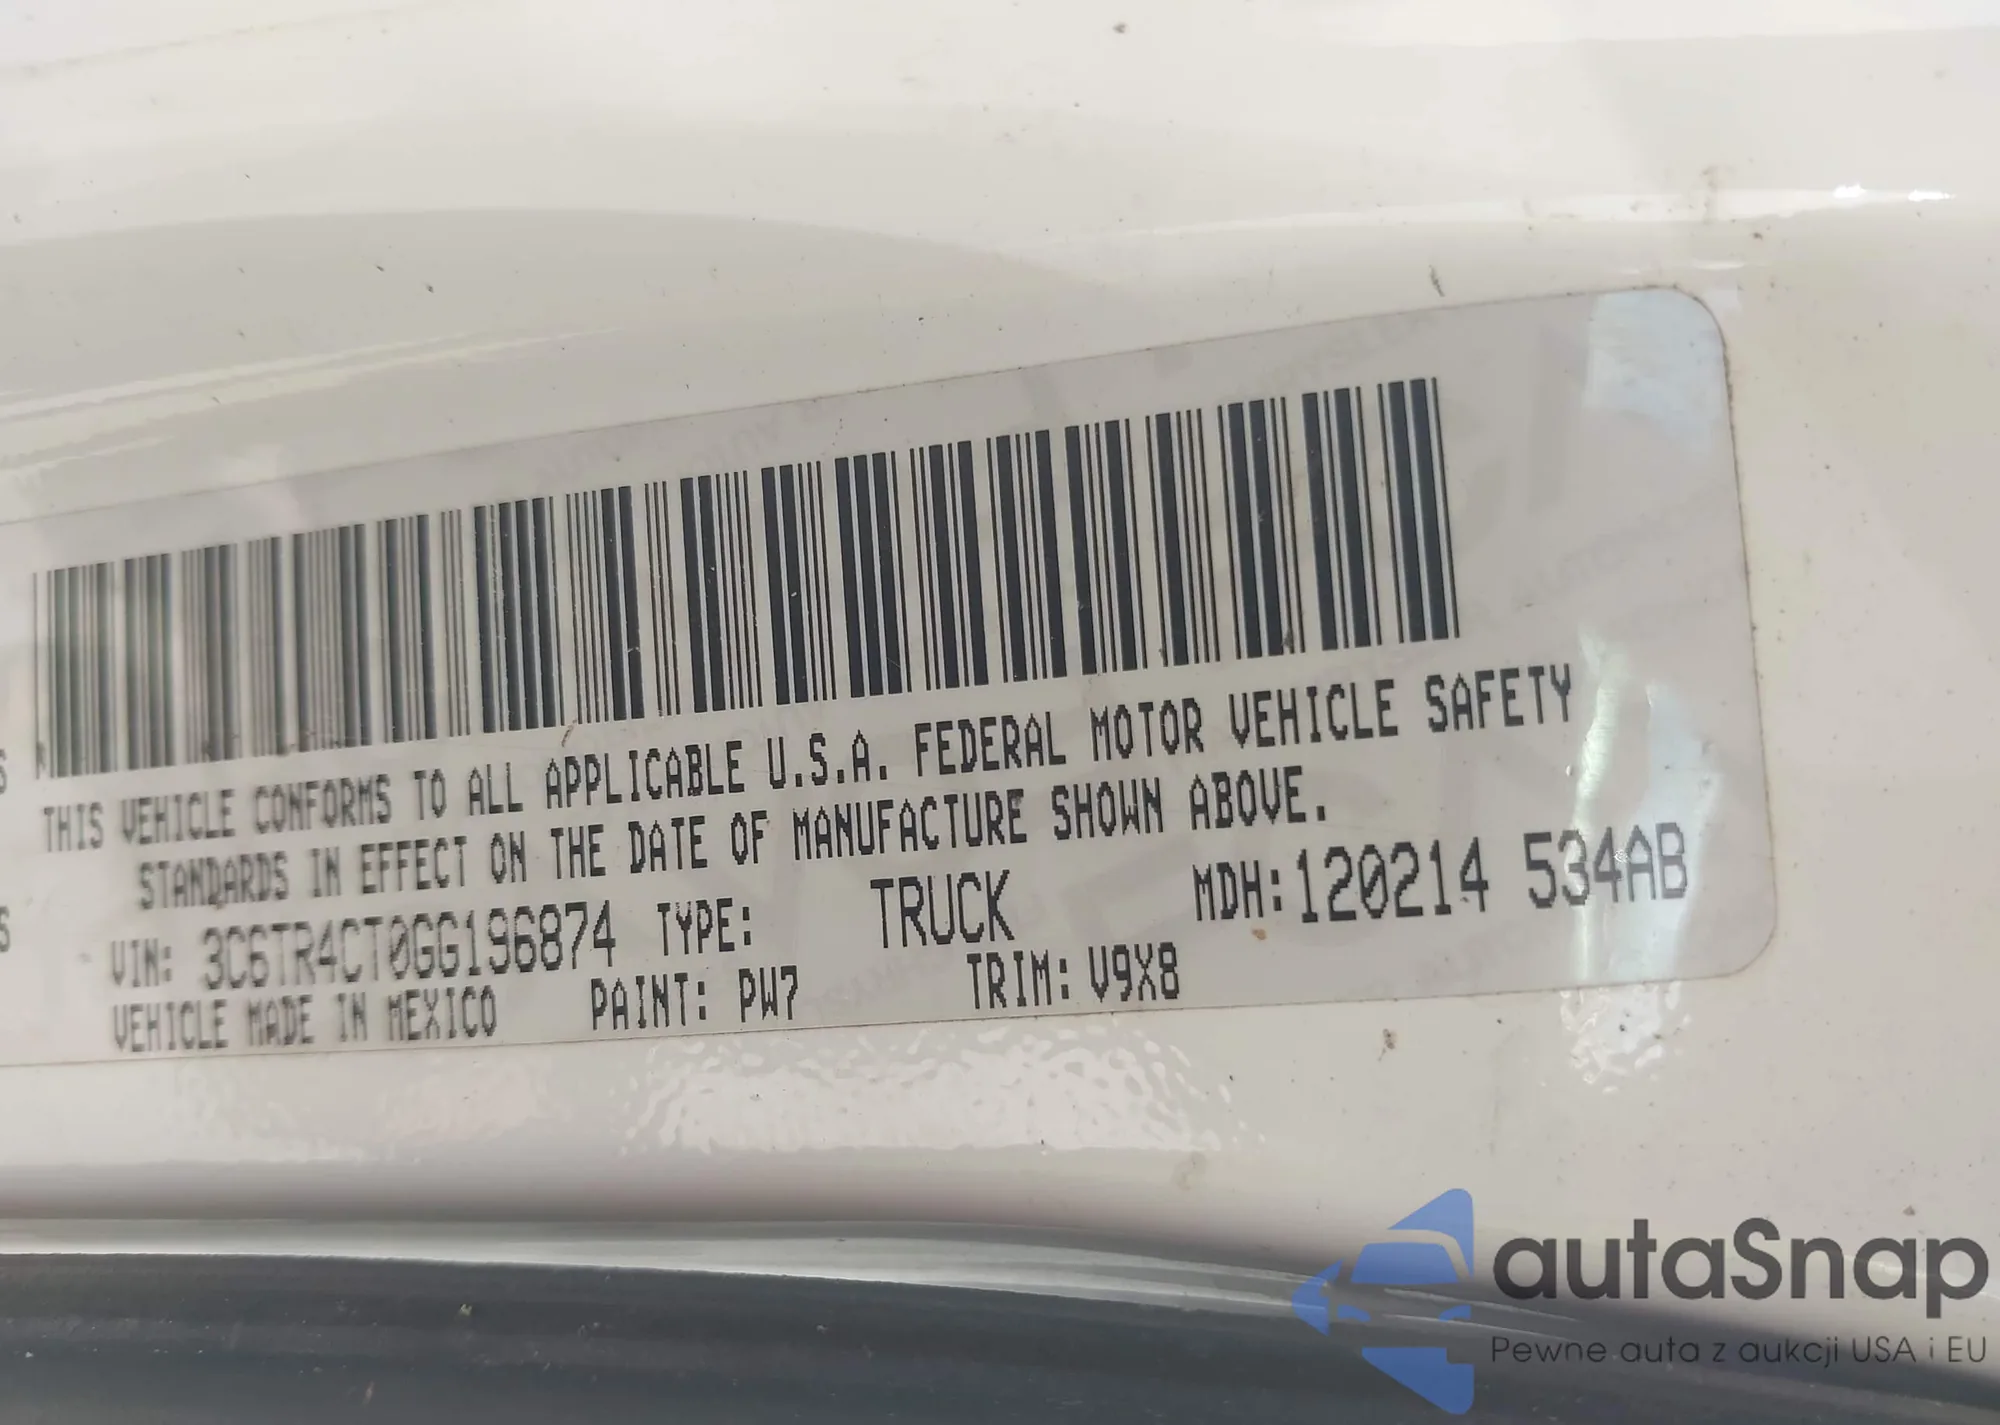 S
THIS VEHICLE CONFORMS TO ALL APPLICABLE U.S.A. FEDERAL MOTOR VEHICLE SAFETY
STANDARDS IN EFFECT ON THE DATE OF MANUFACTURE SHOWN ABOVE.
S
VIN: 3C6TR4CT0GG196874 TYPE: TRUCK MDH: 120214 534AB
VEHICLE MADE IN MEXICO PAINT: PW7 TRIM: V9X8
autaSnap
Pewne auta z aukcji USA i EU